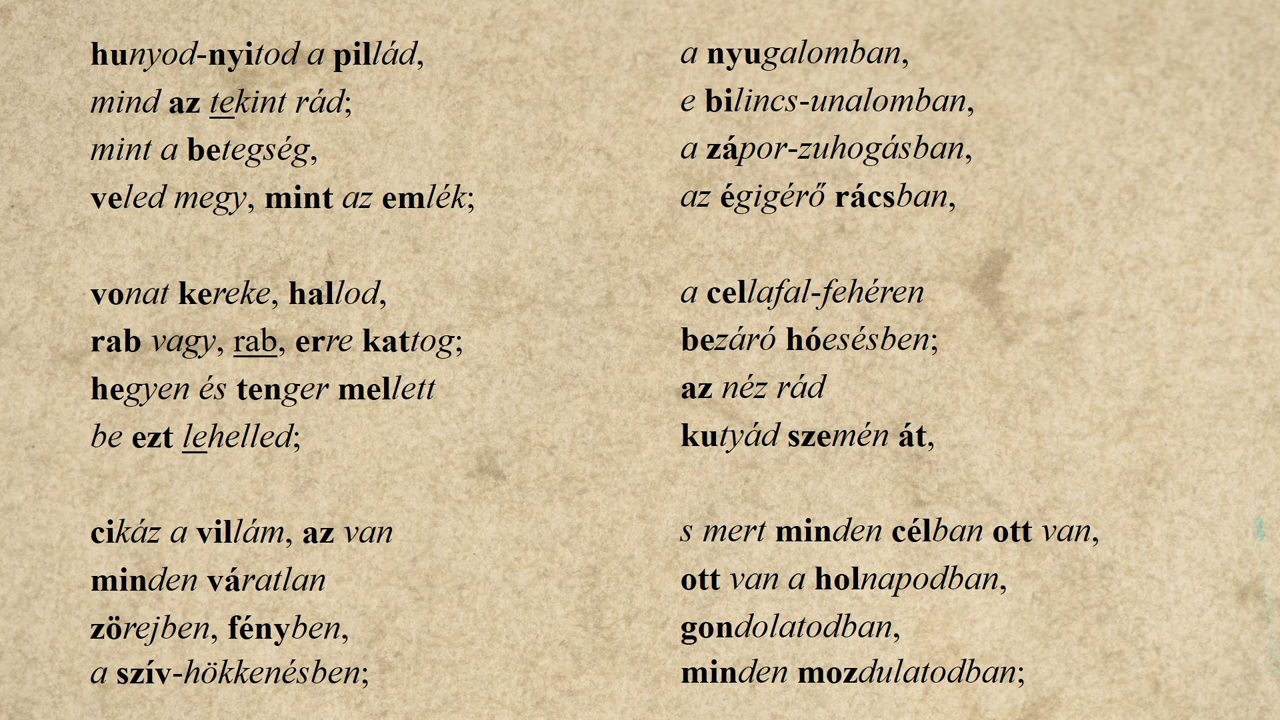 hunyod-nyitod a pillád,
mind az tekint rád;
mint a betegség,
veled megy, mint az emlék;
vonat kereke, hallod,
rab vagy, rab, erre kattog;
hegyen és tenger mellett
be ezt lehelled;
cikáz a villám, az van
minden váratlan
zörejben, fényben,
a szív-hökkenésben;
a nyugalomban,
e bilincs-unalomban,
a zápor-zuhogásban,
az égigérő rácsban,
a cellafal-fehéren
bezáró hóesésben;
az néz rád
kutyád szemén át,
s mert minden célban ott van,
ott van a holnapodban,
gondolatodban,
minden mozdulatodban;